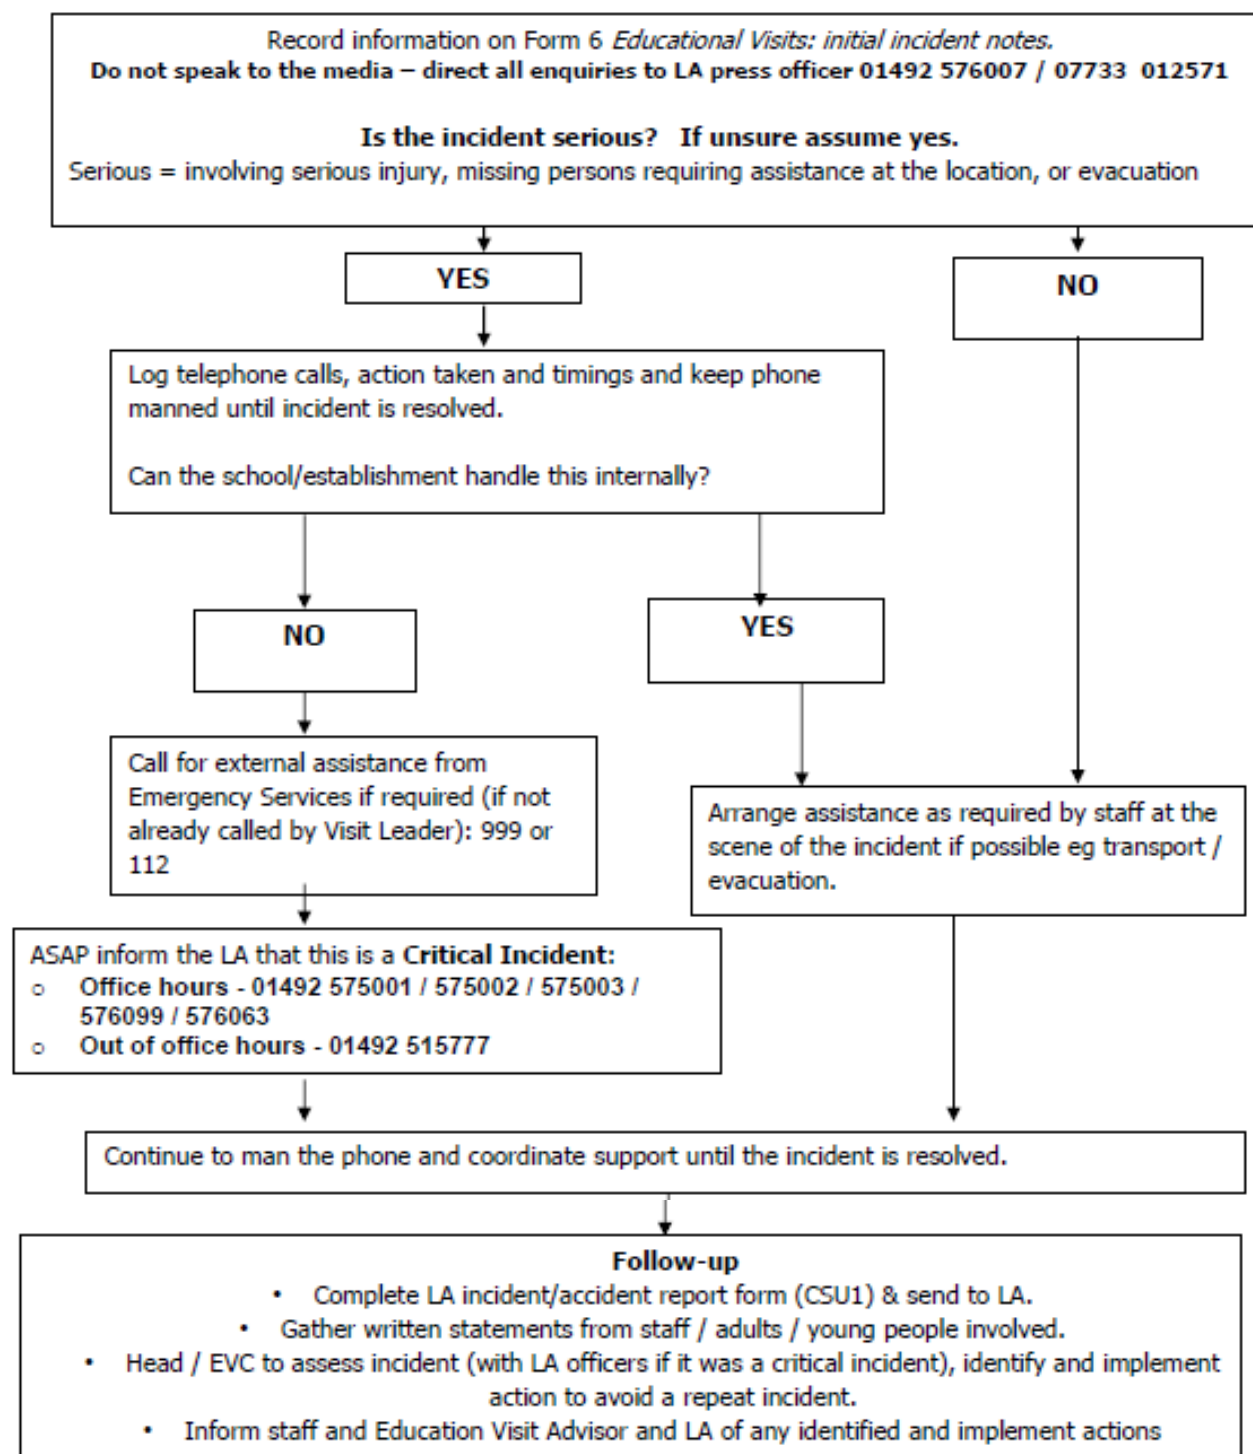 Record information on Form 6 Educational Visits: initial incident notes.
Do not speak to the media – direct all enquiries to LA press officer 01492 576007 / 07733 012571
Is the incident serious? If unsure assume yes.
Serious = involving serious injury, missing persons requiring assistance at the location, or evacuation
YES
NO
Log telephone calls, action taken and timings and keep phone
manned until incident is resolved.
Can the school/establishment handle this internally?
NO
YES
Call for external assistance from
Emergency Services if required (if not
already called by Visit Leader): 999 or
112
Arrange assistance as required by staff at the
scene of the incident if possible eg transport /
evacuation.
ASAP inform the LA that this is a Critical Incident:
o Office hours - 01492 575001 / 575002 / 575003 /
576099 / 576063
o Out of office hours - 01492 515777
Continue to man the phone and coordinate support until the incident is resolved.
Follow-up
• Complete LA incident/accident report form (CSU1) & send to LA.
• Gather written statements from staff / adults / young people involved.
• Head / EVC to assess incident (with LA officers if it was a critical incident), identify and implement
action to avoid a repeat incident.
• Inform staff and Education Visit Advisor and LA of any identified and implement actions